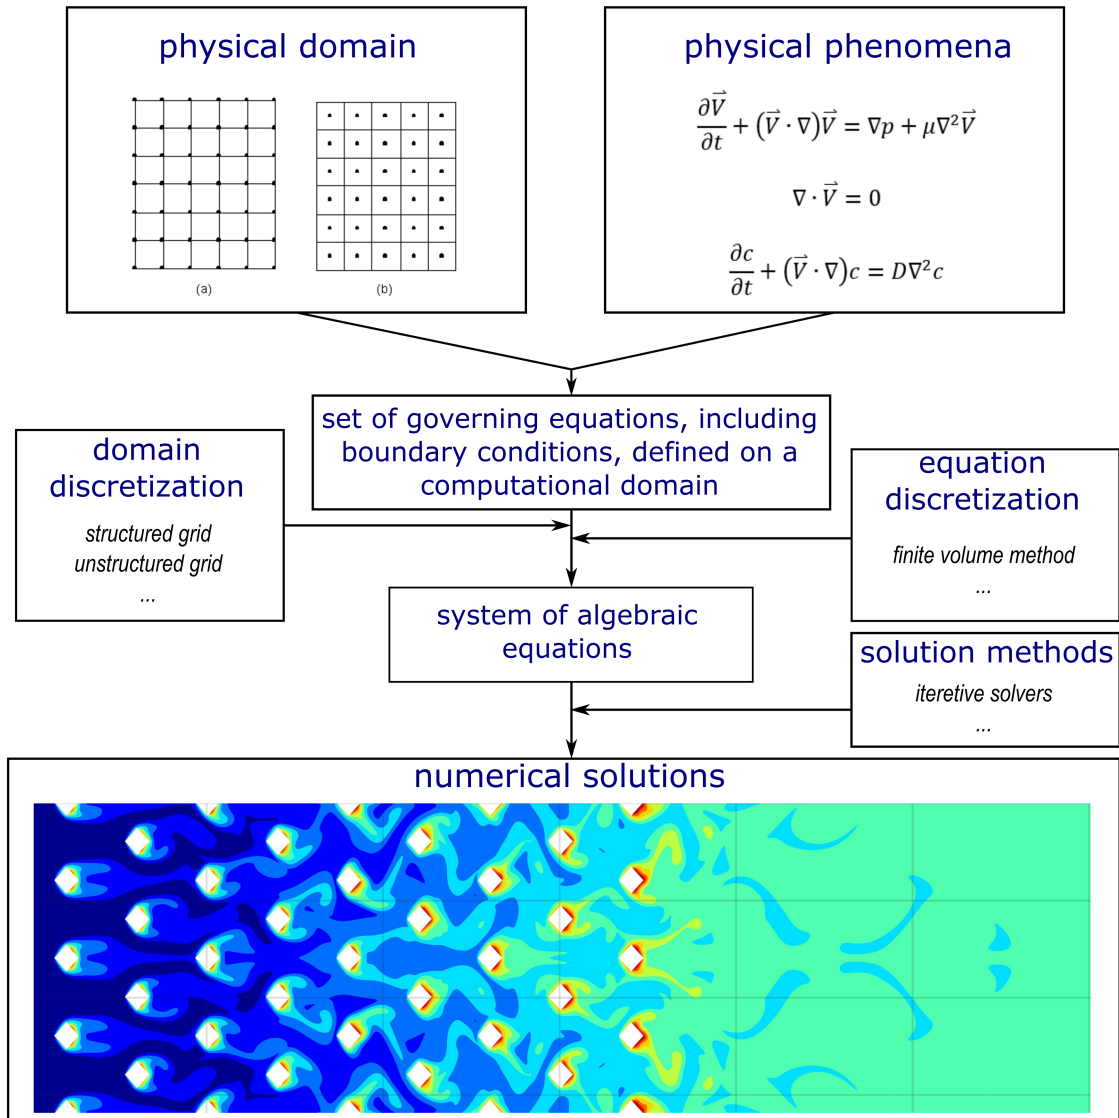 physical domain
(a)
(b)
physical phenomena
∂V⃗/∂t + (V⃗ · ∇)V⃗ = ∇p + μ∇²V⃗
∇ · V⃗ = 0
∂c/∂t + (V⃗ · ∇)c = D∇²c
set of governing equations, including
boundary conditions, defined on a
computational domain
domain
discretization
structured grid
unstructured grid
...
equation
discretization
finite volume method
...
system of algebraic
equations
solution methods
iteretive solvers
...
numerical solutions